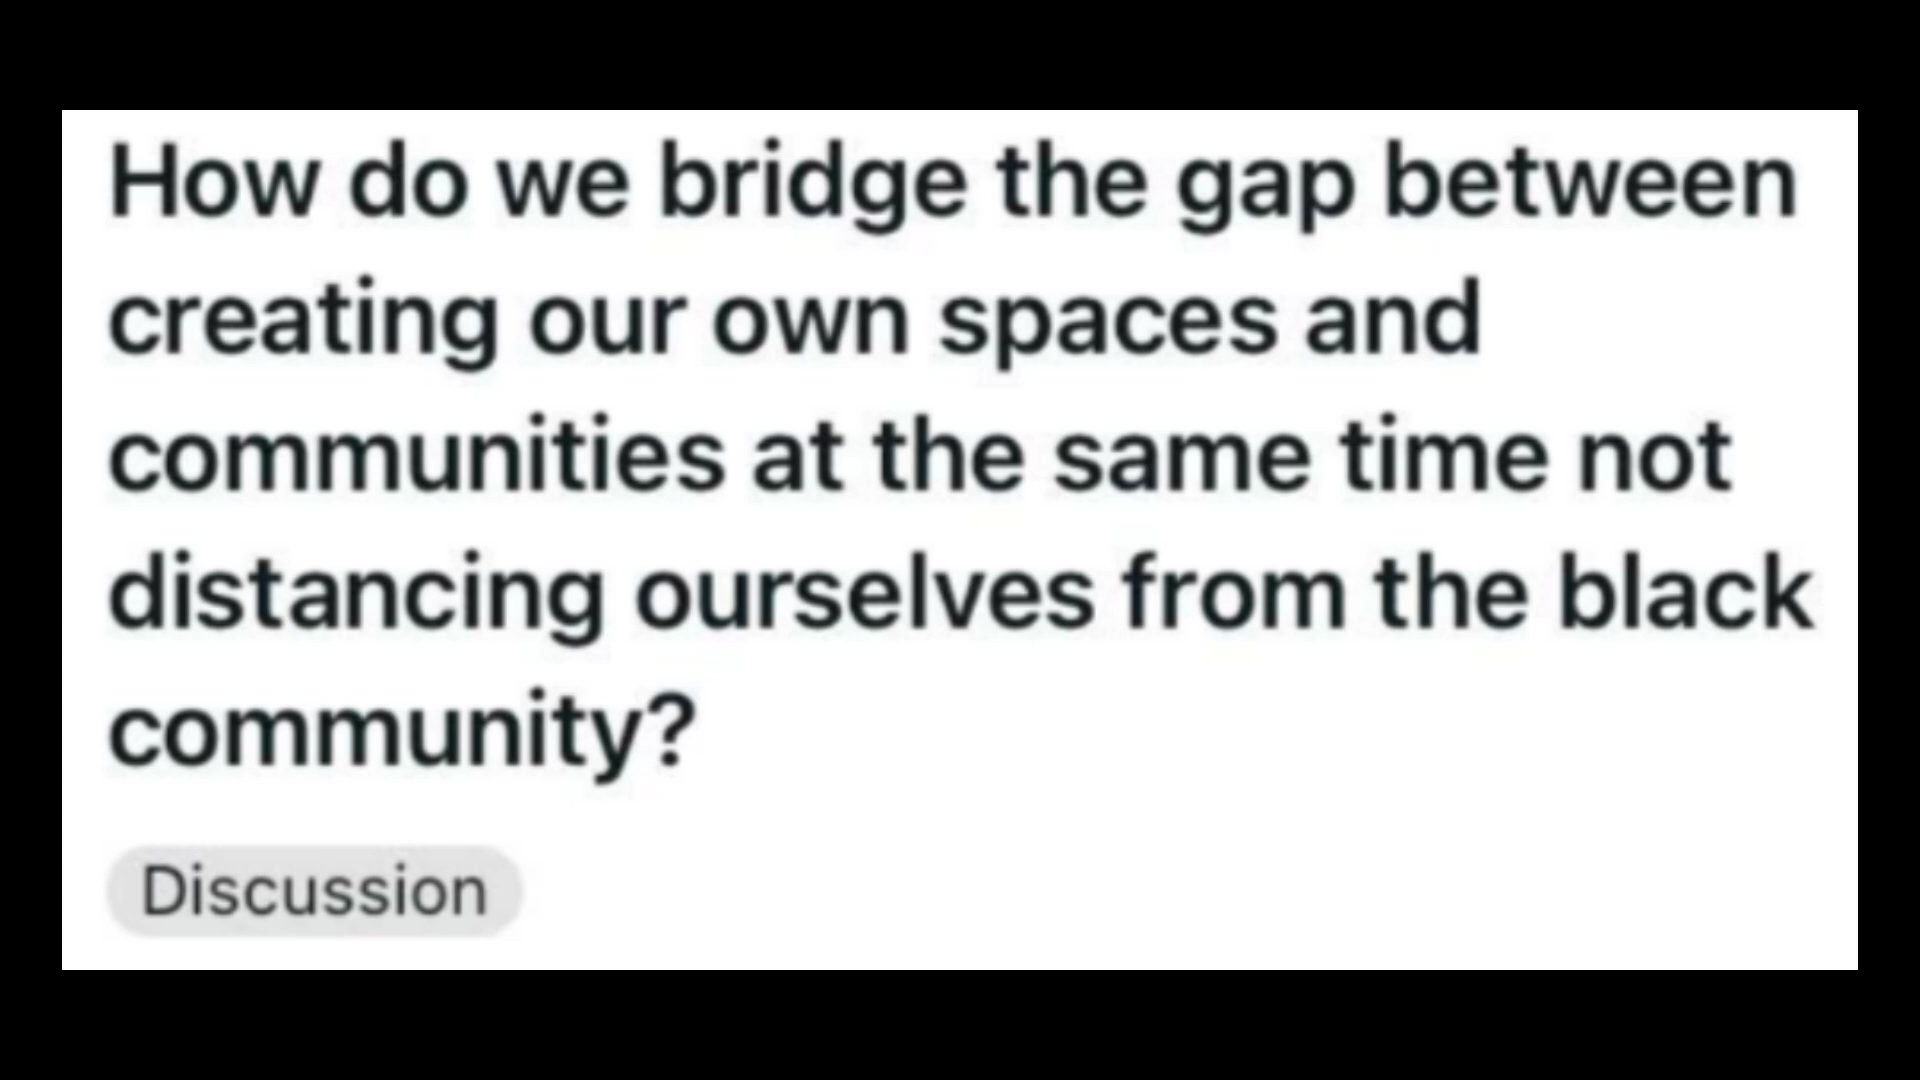 How do we bridge the gap between
creating our own spaces and
communities at the same time not
distancing ourselves from the black
community?
Discussion